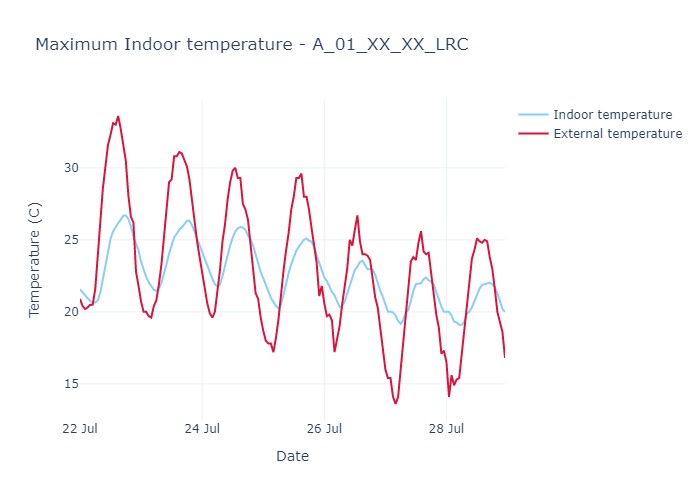 Maximum Indoor temperature - A_01_XX_XX_LRC
Indoor temperature
External temperature
Temperature (C)
30
25
20
15
22 Jul
24 Jul
26 Jul
28 Jul
Date